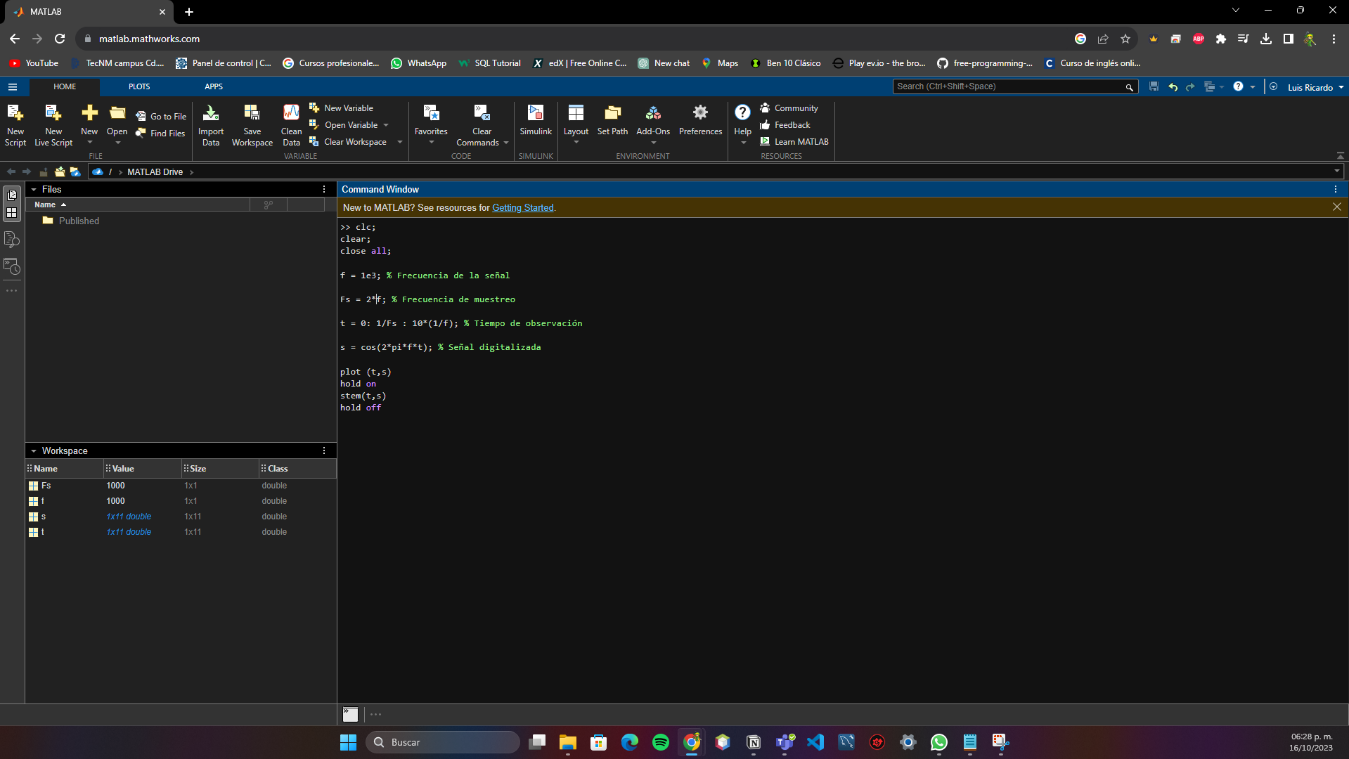 MATLAB
matlab.mathworks.com
YouTube TecNM campus Cd.... Panel de control | C... Cursos profesionale... WhatsApp SQL Tutorial edX | Free Online C... New chat Maps Ben 10 Clásico Play ev.io - the bro... free-programming-... Curso de inglés onli...
HOME PLOTS APPS Search (Ctrl+Shift+Space) Luis Ricardo
New Script New Live Script New Open Go to File Find Files
FILE
Import Data Save Workspace Clean Data New Variable Open Variable Clear Workspace
VARIABLE
Favorites Clear Commands
CODE
Simulink
SIMULINK
Layout Set Path Add-Ons Preferences
ENVIRONMENT
Help Community Feedback Learn MATLAB
RESOURCES
/ > MATLAB Drive >
Files
Name
Published
Workspace
Name Value Size Class
Fs 1000 1x1 double
f 1000 1x1 double
s 1x11 double 1x11 double
t 1x11 double 1x11 double
Command Window
New to MATLAB? See resources for Getting Started.
>> clc;
clear;
close all;
f = 1e3; % Frecuencia de la señal
Fs = 2*f; % Frecuencia de muestreo
t = 0: 1/Fs : 10*(1/f); % Tiempo de observación
s = cos(2*pi*f*t); % Señal digitalizada
plot (t,s)
hold on
stem(t,s)
hold off
Buscar
06:28 p. m.
16/10/2023